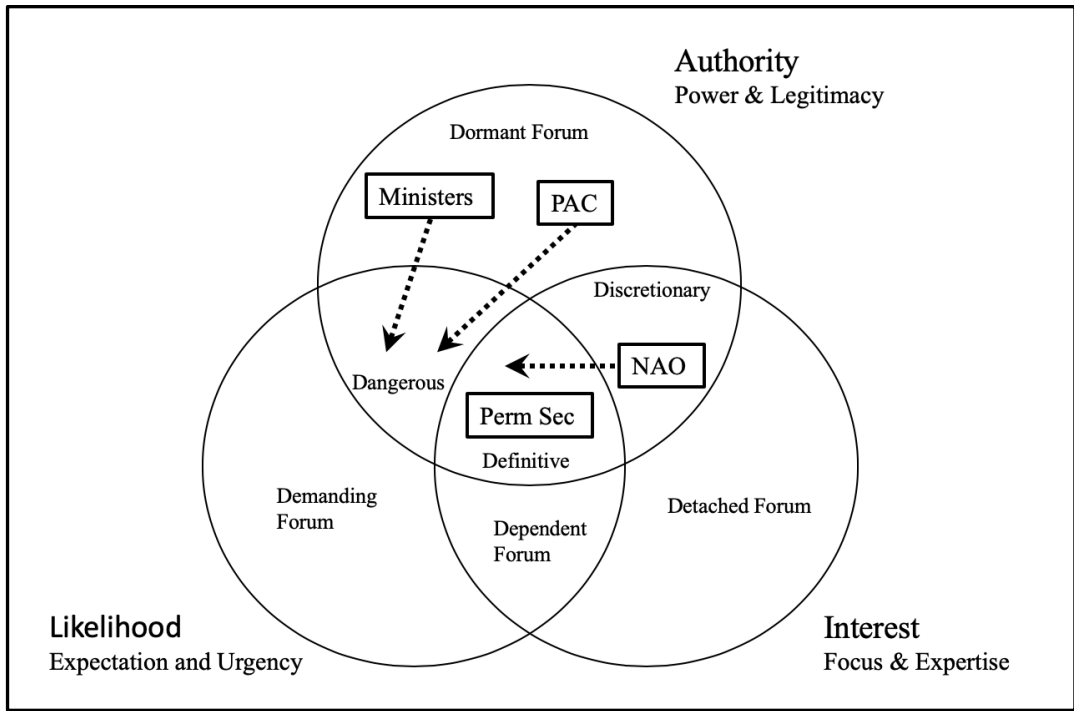 Authority
Power & Legitimacy
Dormant Forum
Ministers
PAC
Discretionary
NAO
Dangerous
Perm Sec
Definitive
Demanding
Forum
Dependent
Forum
Detached Forum
Likelihood
Expectation and Urgency
Interest
Focus & Expertise